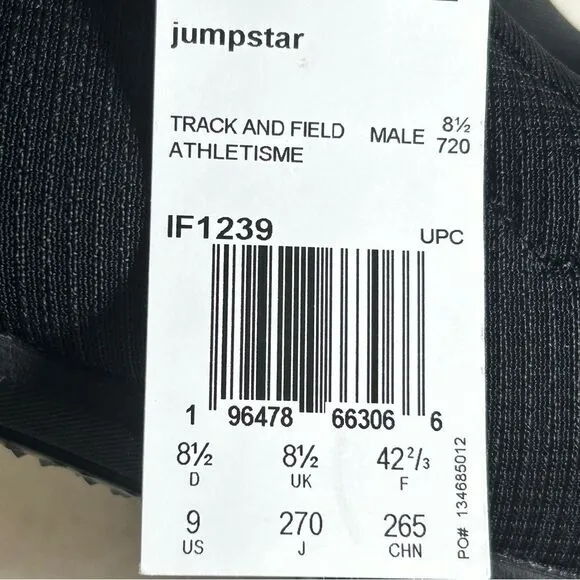 jumpstar
TRACK AND FIELD MALE 8½
ATHLETISME 720
IF1239 UPC
1 96478 66306 6
8½ 8½ 42²/₃
D UK F
9 270 265
US J CHN
PO# 134685012